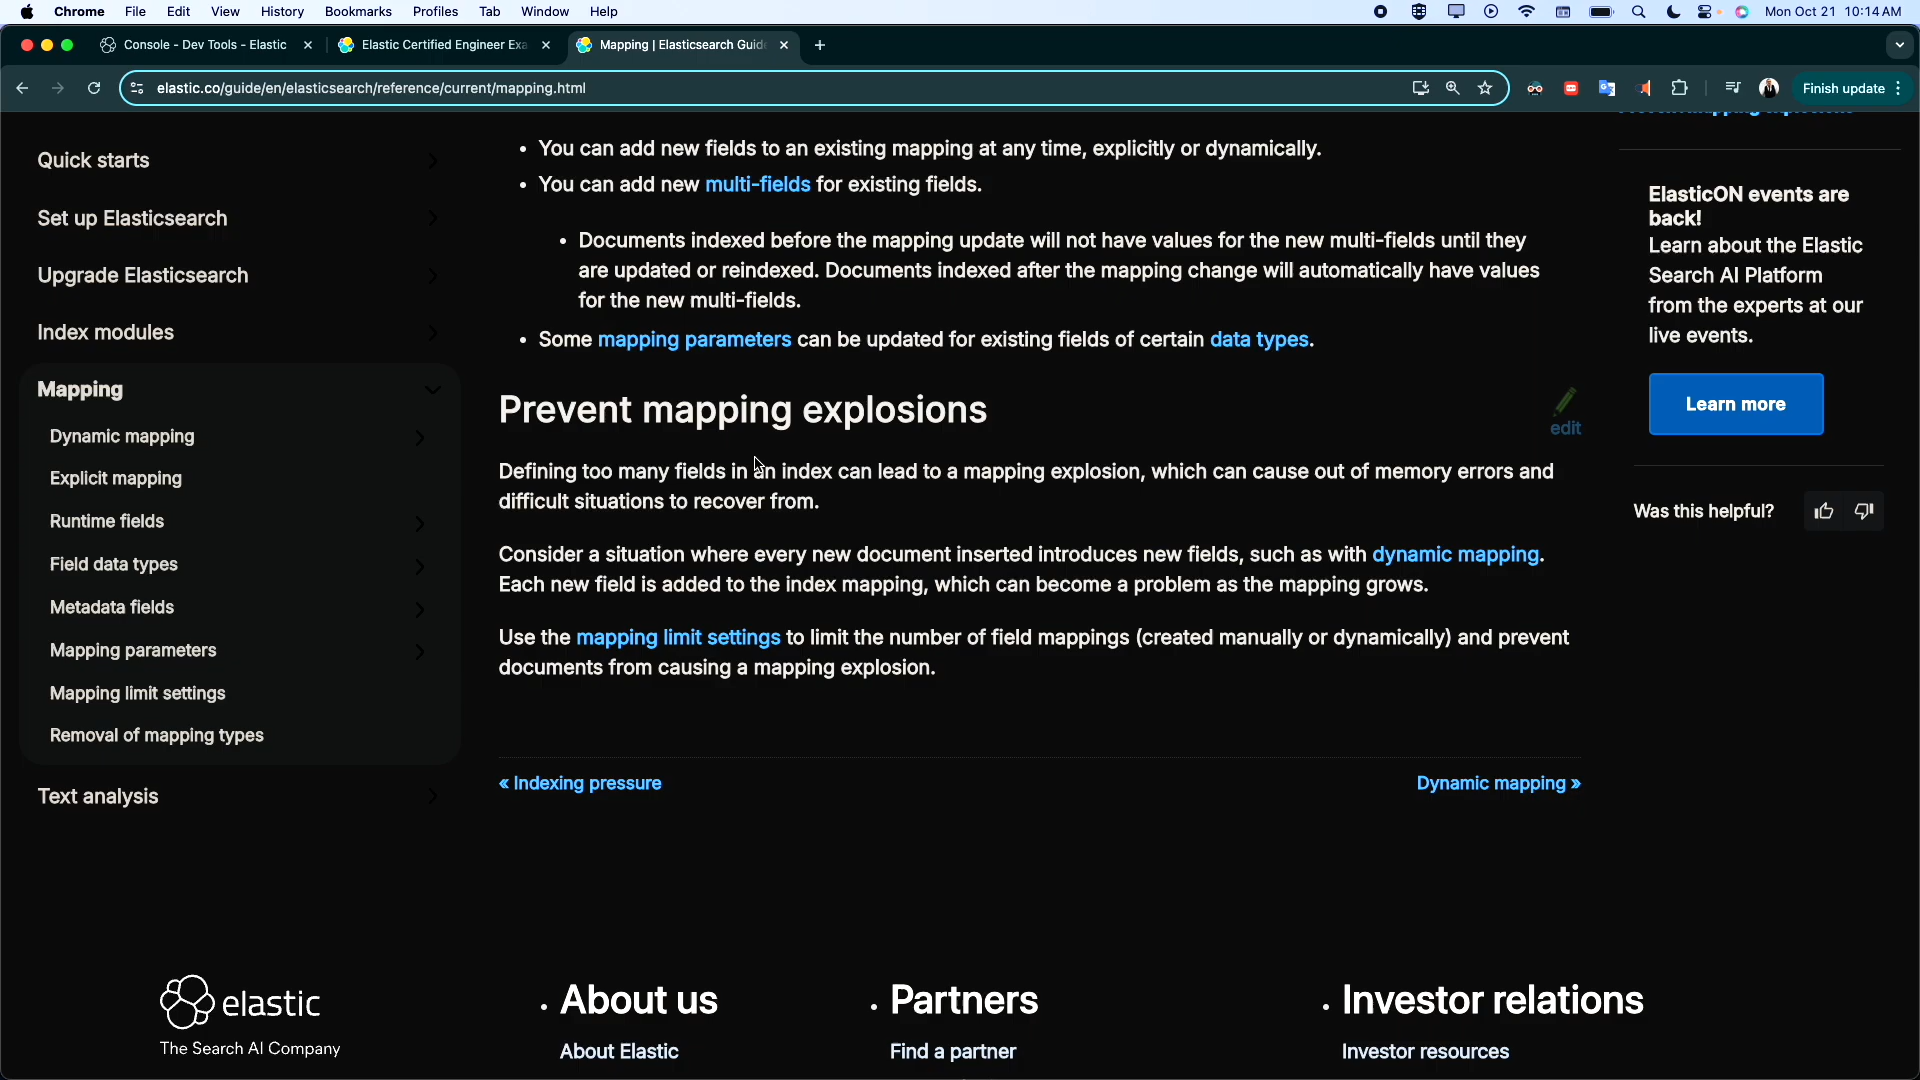 Chrome File Edit View History Bookmarks Profiles Tab Window Help Mon Oct 21 10:14 AM
Console - Dev Tools - Elastic Elastic Certified Engineer Exa Mapping | Elasticsearch Guide
elastic.co/guide/en/elasticsearch/reference/current/mapping.html Finish update
Quick starts
Set up Elasticsearch
Upgrade Elasticsearch
Index modules
Mapping
Dynamic mapping
Explicit mapping
Runtime fields
Field data types
Metadata fields
Mapping parameters
Mapping limit settings
Removal of mapping types
Text analysis
• You can add new fields to an existing mapping at any time, explicitly or dynamically.
• You can add new multi-fields for existing fields.
• Documents indexed before the mapping update will not have values for the new multi-fields until they
are updated or reindexed. Documents indexed after the mapping change will automatically have values
for the new multi-fields.
• Some mapping parameters can be updated for existing fields of certain data types.
Prevent mapping explosions
edit
Defining too many fields in an index can lead to a mapping explosion, which can cause out of memory errors and
difficult situations to recover from.
Consider a situation where every new document inserted introduces new fields, such as with dynamic mapping.
Each new field is added to the index mapping, which can become a problem as the mapping grows.
Use the mapping limit settings to limit the number of field mappings (created manually or dynamically) and prevent
documents from causing a mapping explosion.
« Indexing pressure
Dynamic mapping »
ElasticON events are
back!
Learn about the Elastic
Search AI Platform
from the experts at our
live events.
Learn more
Was this helpful?
elastic
The Search AI Company
• About us
About Elastic
• Partners
Find a partner
• Investor relations
Investor resources